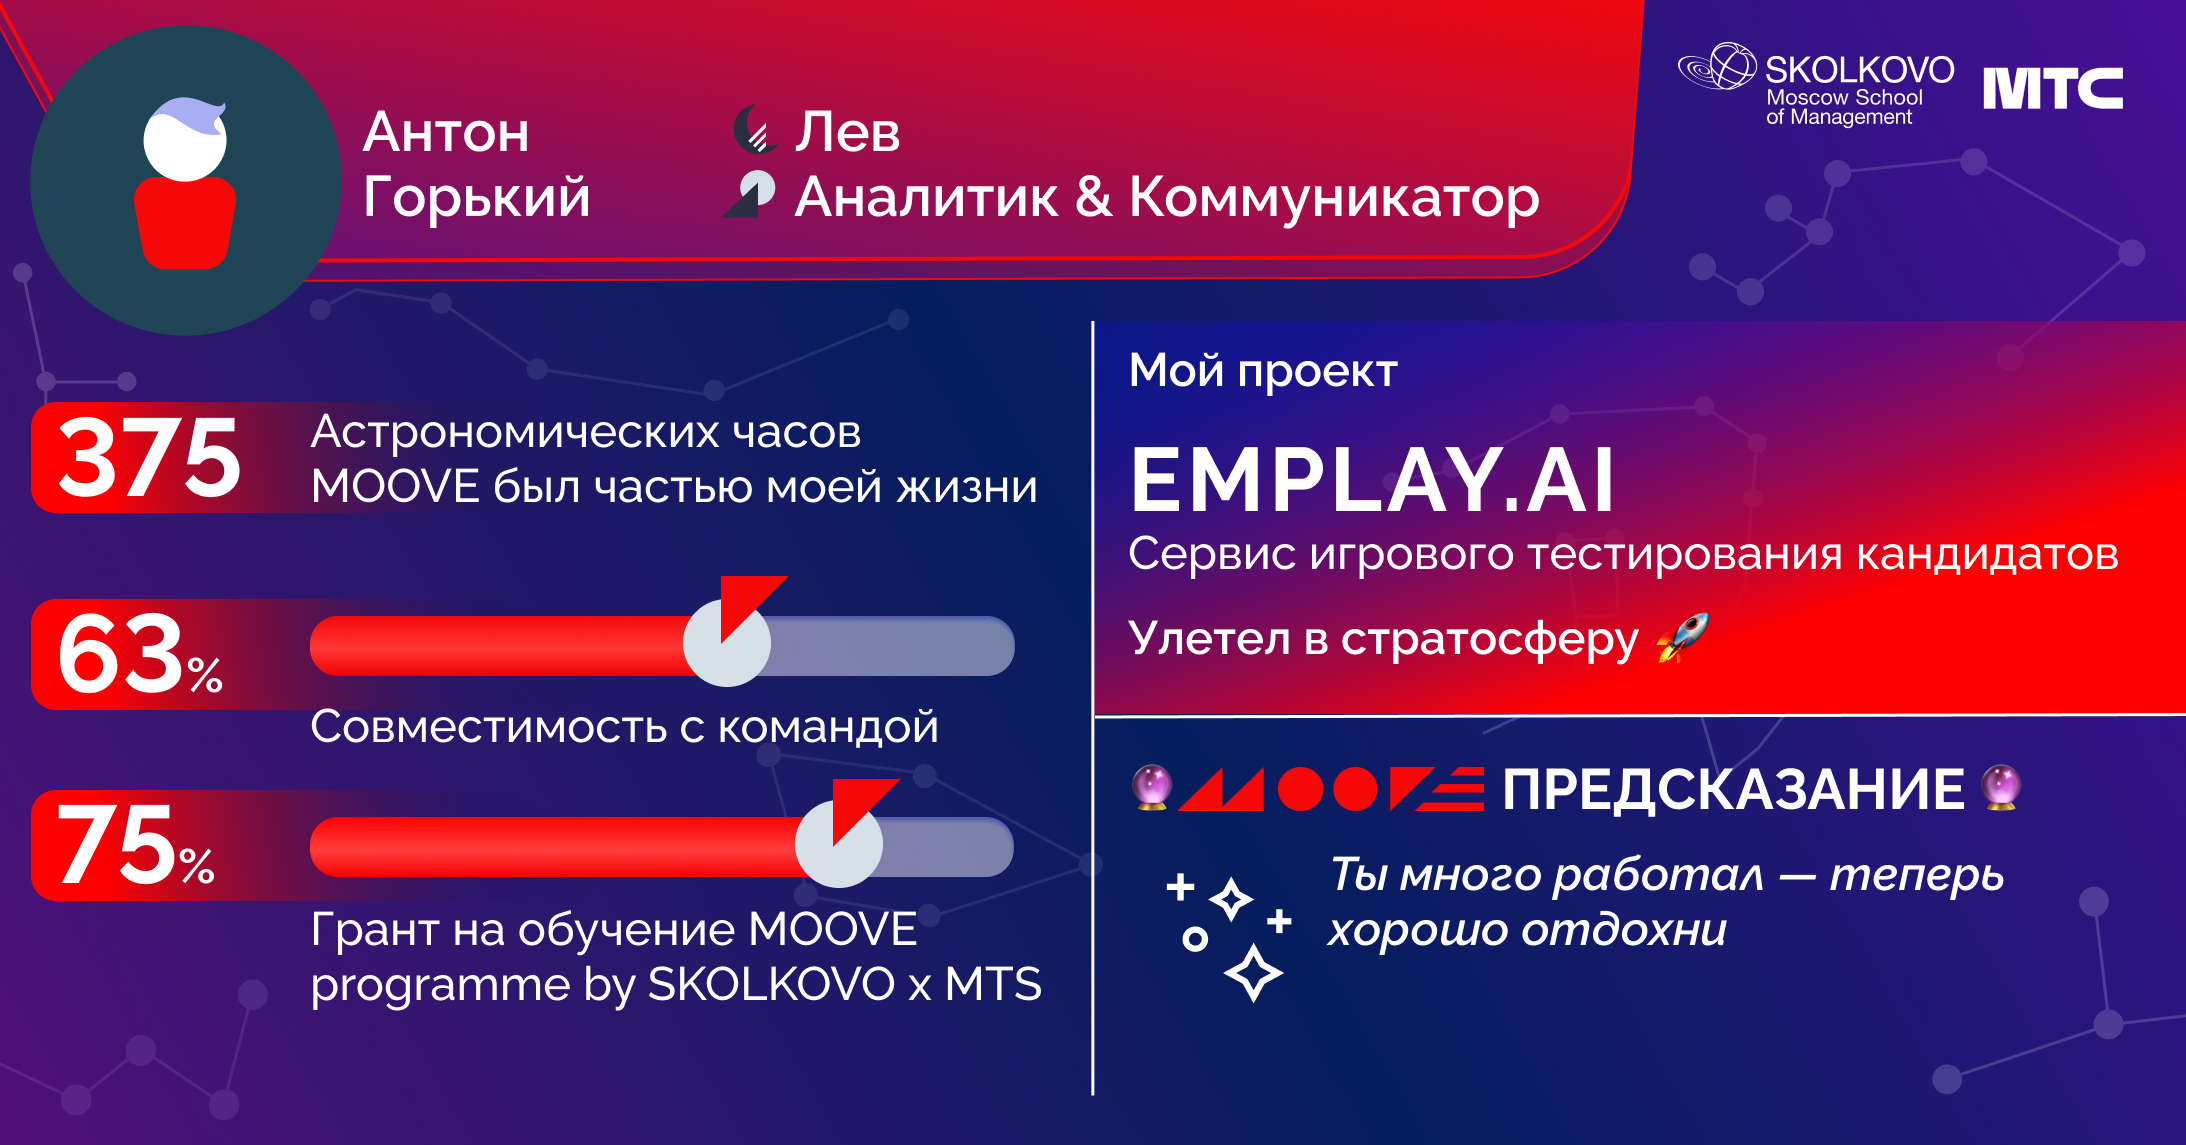 Антон
Горький
Лев
Аналитик & Коммуникатор
SKOLKOVO
Moscow School
of Management
МТС
375
Астрономических часов
MOOVE был частью моей жизни
63%
Совместимость с командой
75%
Грант на обучение MOOVE
programme by SKOLKOVO x MTS
Мой проект
EMPLAY.AI
Сервис игрового тестирования кандидатов
Улетел в стратосферу 🚀
🔮 MOOVE ПРЕДСКАЗАНИЕ 🔮
Ты много работал — теперь
хорошо отдохни